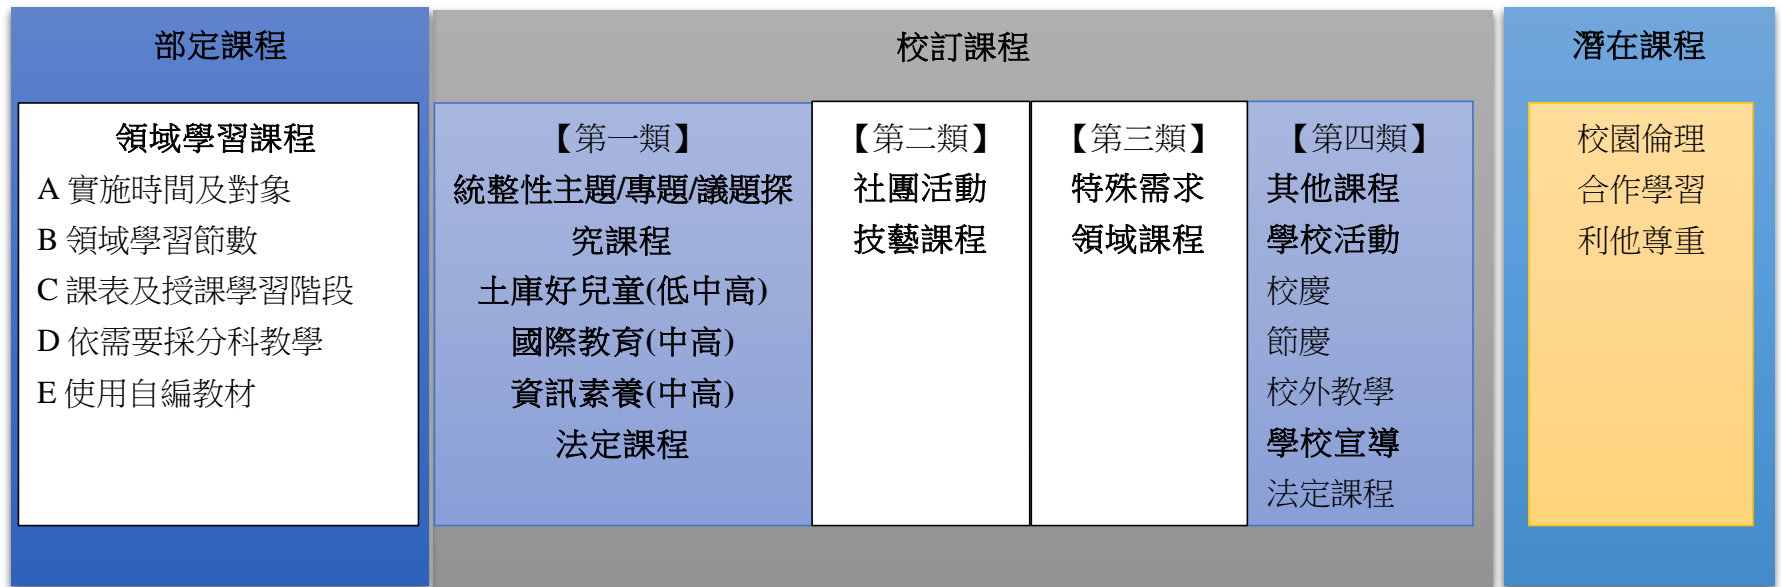 部定課程
領域學習課程
A 實施時間及對象
B 領域學習節數
C 課表及授課學習階段
D 依需要採分科教學
E 使用自編教材
校訂課程
【第一類】
統整性主題/專題/議題探
究課程
土庫好兒童(低中高)
國際教育(中高)
資訊素養(中高)
法定課程
【第二類】
社團活動
技藝課程
【第三類】
特殊需求
領域課程
【第四類】
其他課程
學校活動
校慶
節慶
校外教學
學校宣導
法定課程
潛在課程
校園倫理
合作學習
利他尊重